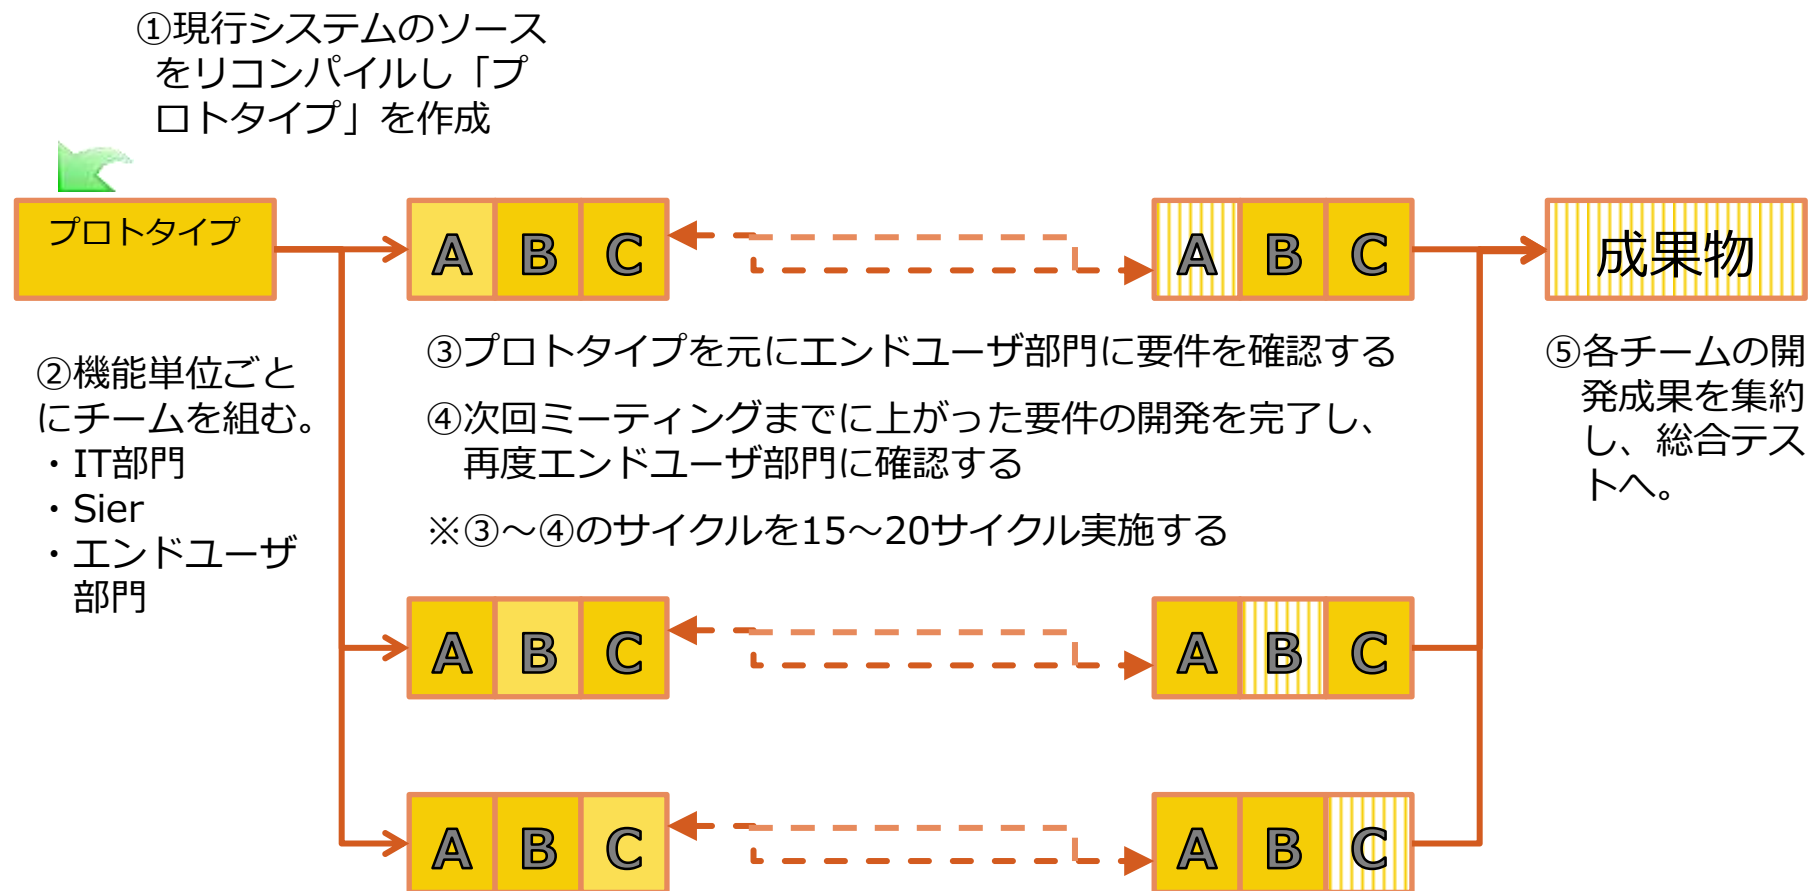 ①現行システムのソース
をリコンパイルし「プ
ロトタイプ」を作成
プロトタイプ
A B C
A B C
成果物
②機能単位ごと
にチームを組む。
・IT部門
・Sier
・エンドユーザ
部門
③プロトタイプを元にエンドユーザ部門に要件を確認する
④次回ミーティングまでに上がった要件の開発を完了し、
再度エンドユーザ部門に確認する
※③～④のサイクルを15～20サイクル実施する
⑤各チームの開
発成果を集約
し、総合テス
トへ。
A B C
A B C
A B C
A B C